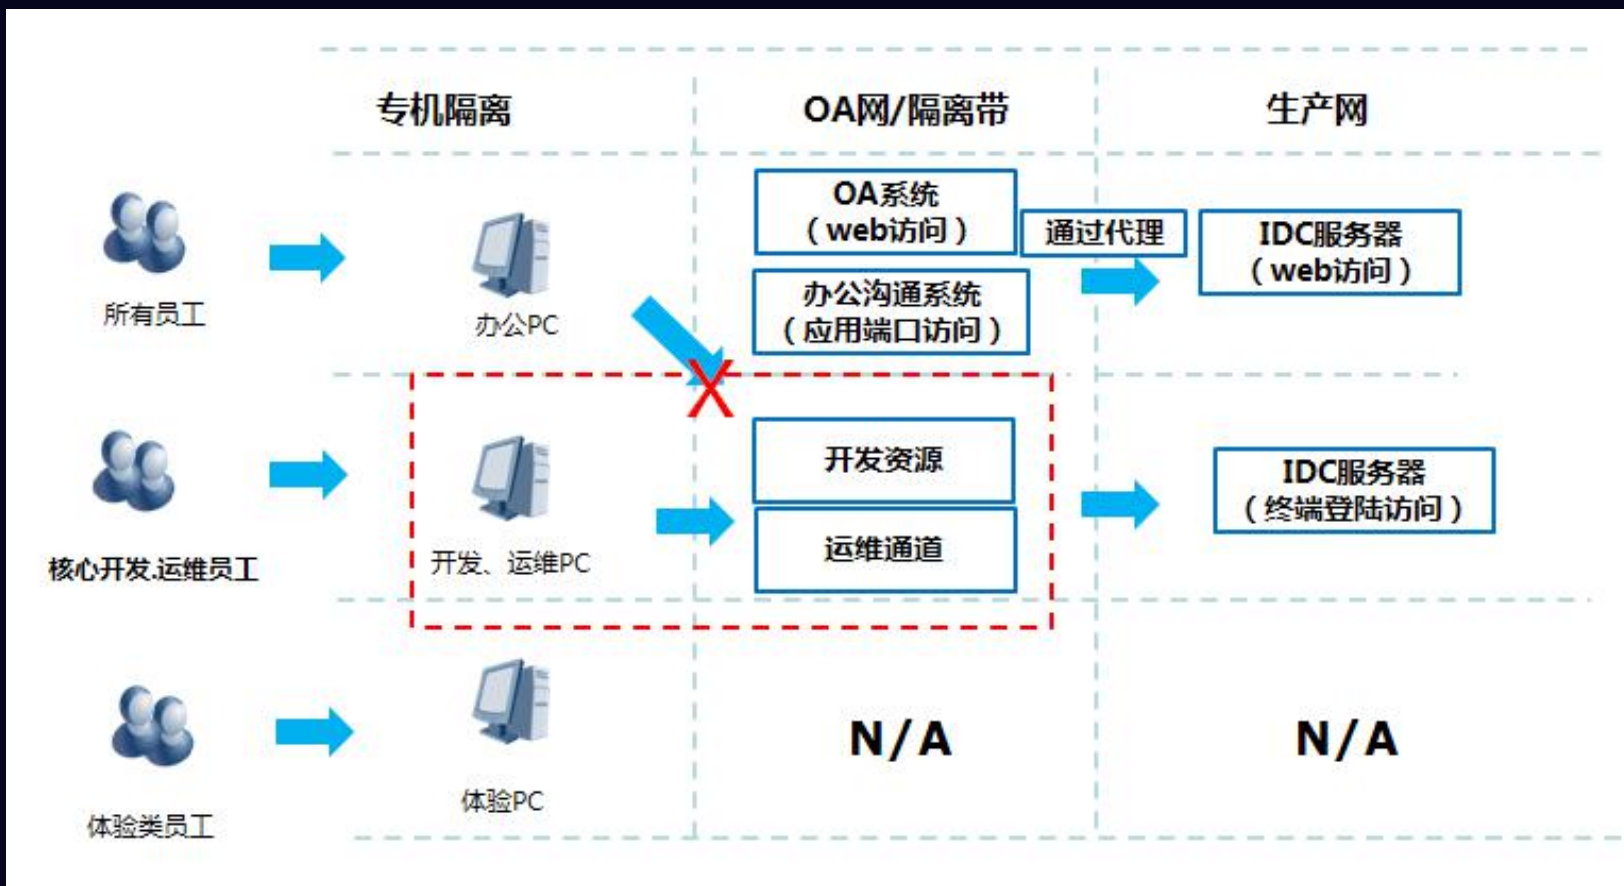 专机隔离
OA网/隔离带
生产网
OA系统
（web访问）
通过代理
IDC服务器
（web访问）
办公沟通系统
（应用端口访问）
所有员工
办公PC
X
开发资源
IDC服务器
（终端登陆访问）
运维通道
核心开发.运维员工
开发、运维PC
N/A
N/A
体验PC
体验类员工